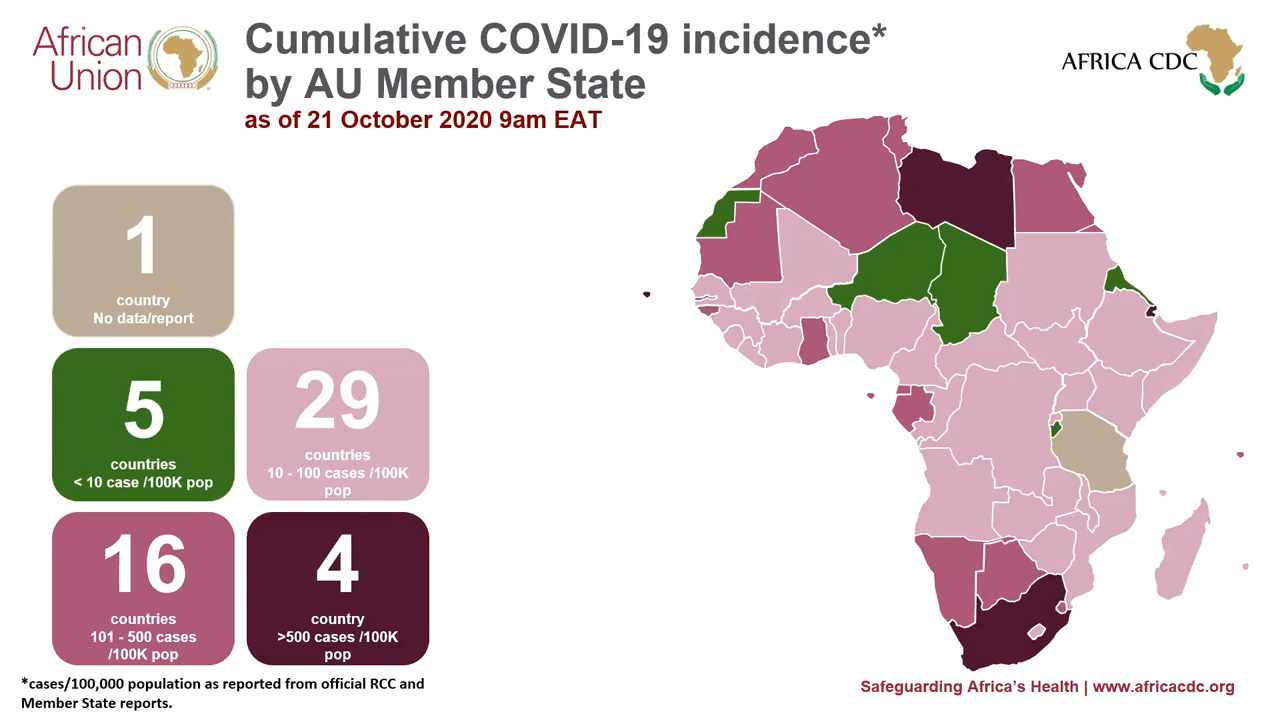 African
Union
Cumulative COVID-19 incidence*
by AU Member State
as of 21 October 2020 9am EAT
AFRICA CDC
1
country
No data/report
5
countries
< 10 case /100K pop
29
countries
10 - 100 cases /100K
pop
16
countries
101 - 500 cases
/100K pop
4
country
>500 cases /100K
pop
*cases/100,000 population as reported from official RCC and
Member State reports.
Safeguarding Africa's Health | www.africacdc.org